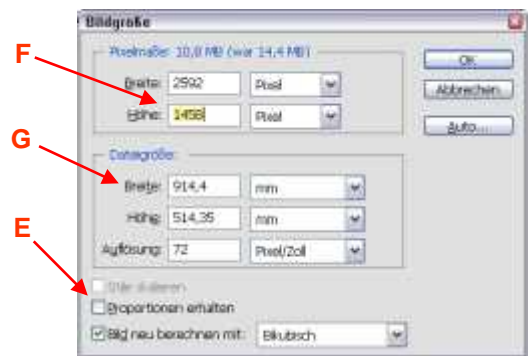 Bildgröße
F
Pixelmaße: 10,8 MB (war 14,4 MB)
Breite: 2592 Pixel
Höhe: 1458 Pixel
OK
Abbrechen
Auto...
G
Dateigröße:
Breite: 914,4 mm
Höhe: 514,35 mm
Auflösung: 72 Pixel/Zoll
E
Stile skalieren
Proportionen erhalten
Bild neu berechnen mit: Bikubisch